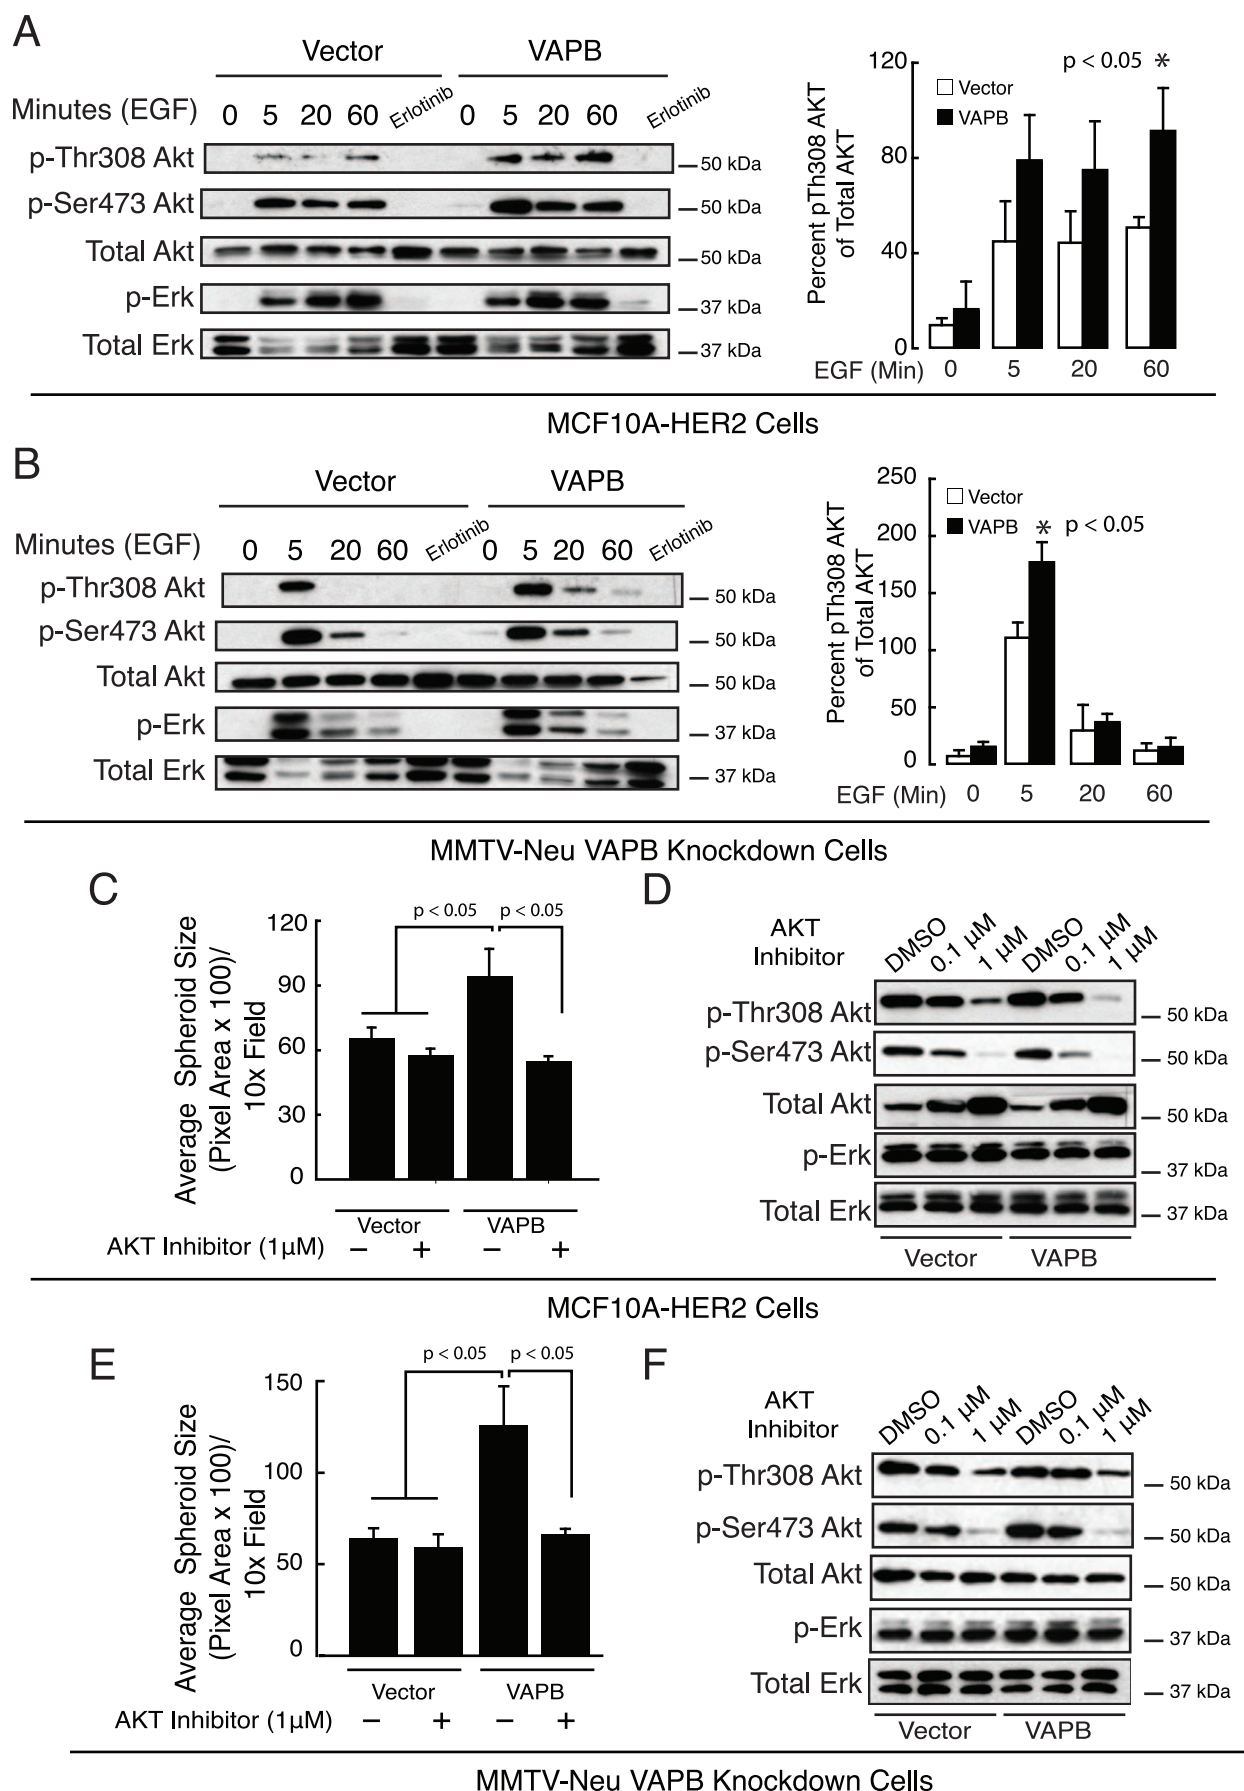 A
Vector VAPB
Minutes (EGF) 0 5 20 60 Erlotinib 0 5 20 60 Erlotinib
p-Thr308 Akt 50 kDa
p-Ser473 Akt 50 kDa
Total Akt 50 kDa
p-Erk 37 kDa
Total Erk 37 kDa
Percent pTh308 AKT
of Total AKT
120
80
40
0
p < 0.05 *
Vector
VAPB
EGF (Min) 0 5 20 60
MCF10A-HER2 Cells
B
Vector VAPB
Minutes (EGF) 0 5 20 60 Erlotinib 0 5 20 60 Erlotinib
p-Thr308 Akt 50 kDa
p-Ser473 Akt 50 kDa
Total Akt 50 kDa
p-Erk 37 kDa
Total Erk 37 kDa
Percent pTh308 AKT
of Total AKT
250
200
150
100
50
0
Vector
VAPB * p < 0.05
EGF (Min) 0 5 20 60
MMTV-Neu VAPB Knockdown Cells
C
Average Spheroid Size
(Pixel Area x 100)/
10x Field
120
90
60
30
0
p < 0.05 p < 0.05
Vector VAPB
AKT Inhibitor (1µM) − + − +
D
AKT
Inhibitor
DMSO 0.1 µM 1 µM DMSO 0.1 µM 1 µM
p-Thr308 Akt 50 kDa
p-Ser473 Akt 50 kDa
Total Akt 50 kDa
p-Erk 37 kDa
Total Erk 37 kDa
Vector VAPB
MCF10A-HER2 Cells
E
Average Spheroid Size
(Pixel Area x 100)/
10x Field
150
100
50
0
p < 0.05 p < 0.05
Vector VAPB
AKT Inhibitor (1µM) − + − +
F
AKT
Inhibitor
DMSO 0.1 µM 1 µM DMSO 0.1 µM 1 µM
p-Thr308 Akt 50 kDa
p-Ser473 Akt 50 kDa
Total Akt 50 kDa
p-Erk 37 kDa
Total Erk 37 kDa
Vector VAPB
MMTV-Neu VAPB Knockdown Cells